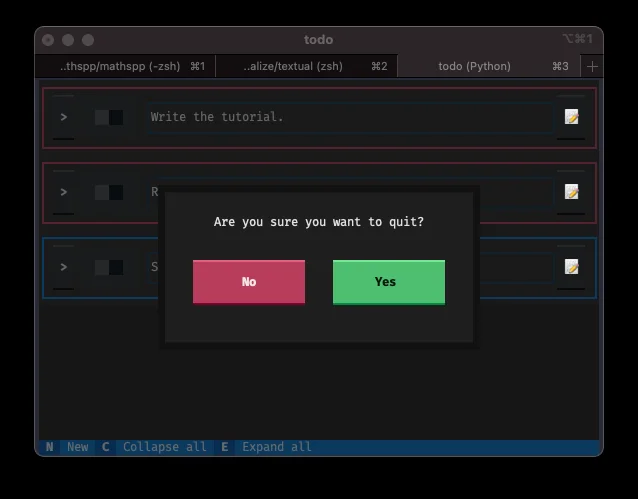 todo
⌥⌘1
..thspp/mathspp (-zsh) ⌘1
..alize/textual (zsh) ⌘2
todo (Python) ⌘3
+
> Write the tutorial.
> R
Are you sure you want to quit?
> S
No Yes
N New C Collapse all E Expand all